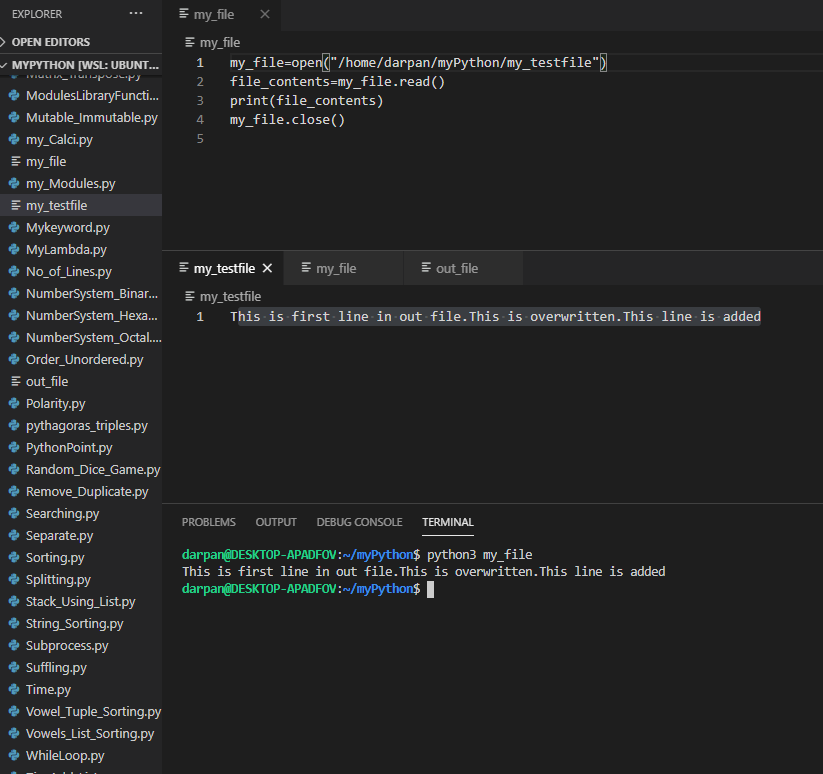 EXPLORER ...
OPEN EDITORS
MYPYTHON [WSL: UBUNT...
Matrix_Transpose.py
ModulesLibraryFuncti...
Mutable_Immutable.py
my_Calci.py
my_file
my_Modules.py
my_testfile
Mykeyword.py
MyLambda.py
No_of_Lines.py
NumberSystem_Binar...
NumberSystem_Hexa...
NumberSystem_Octal....
Order_Unordered.py
out_file
Polarity.py
pythagoras_triples.py
PythonPoint.py
Random_Dice_Game.py
Remove_Duplicate.py
Searching.py
Separate.py
Sorting.py
Splitting.py
Stack_Using_List.py
String_Sorting.py
Subprocess.py
Suffling.py
Time.py
Vowel_Tuple_Sorting.py
Vowels_List_Sorting.py
WhileLoop.py
my_file
my_file
1 my_file=open("/home/darpan/myPython/my_testfile")
2 file_contents=my_file.read()
3 print(file_contents)
4 my_file.close()
5
my_testfile my_file out_file
my_testfile
1 This is first line in out file.This is overwritten.This line is added
PROBLEMS OUTPUT DEBUG CONSOLE TERMINAL
darpan@DESKTOP-APADFOV:~/myPython$ python3 my_file
This is first line in out file.This is overwritten.This line is added
darpan@DESKTOP-APADFOV:~/myPython$